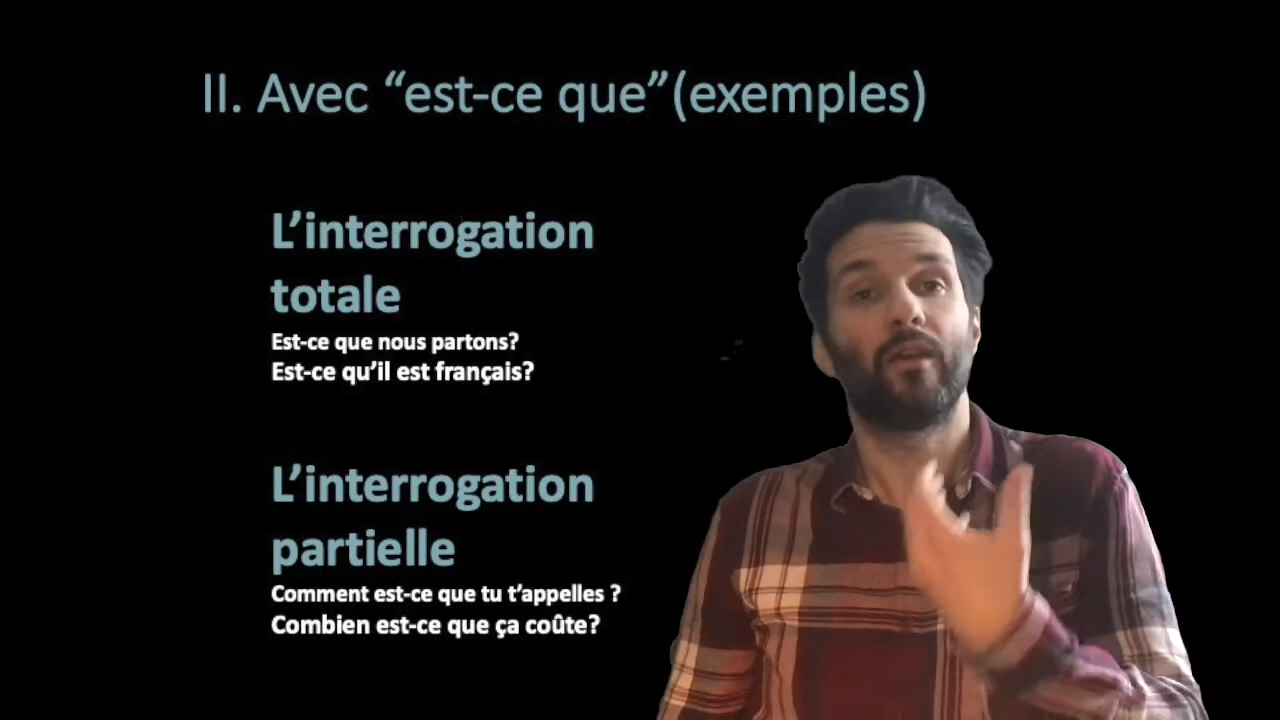 II. Avec “est-ce que”(exemples)
L’interrogation
totale
Est-ce que nous partons?
Est-ce qu’il est français?
L’interrogation
partielle
Comment est-ce que tu t’appelles ?
Combien est-ce que ça coûte?